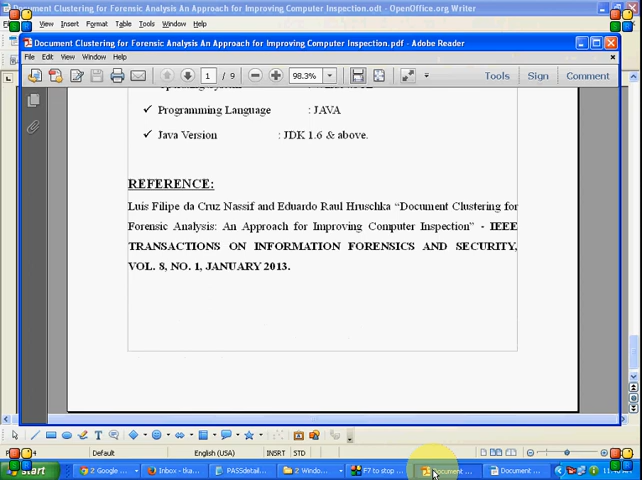 Document Clustering for Forensic Analysis An Approach for Improving Computer Inspection.odt - OpenOffice.org Writer
View Insert Format Table Tools Window Help
Document Clustering for Forensic Analysis An Approach for Improving Computer Inspection.pdf - Adobe Reader
File Edit View Window Help
1 / 9 98.3% Tools Sign Comment
✓ Programming Language : JAVA
✓ Java Version : JDK 1.6 & above.
REFERENCE:
Luis Filipe da Cruz Nassif and Eduardo Raul Hruschka “Document Clustering for
Forensic Analysis: An Approach for Improving Computer Inspection” - IEEE
TRANSACTIONS ON INFORMATION FORENSICS AND SECURITY,
VOL. 8, NO. 1, JANUARY 2013.
Default English (USA) INSRT STD
start 2 Google ... Inbox - tka... PASSdetail... 2 Window... F7 to stop ... Document ... Document ...